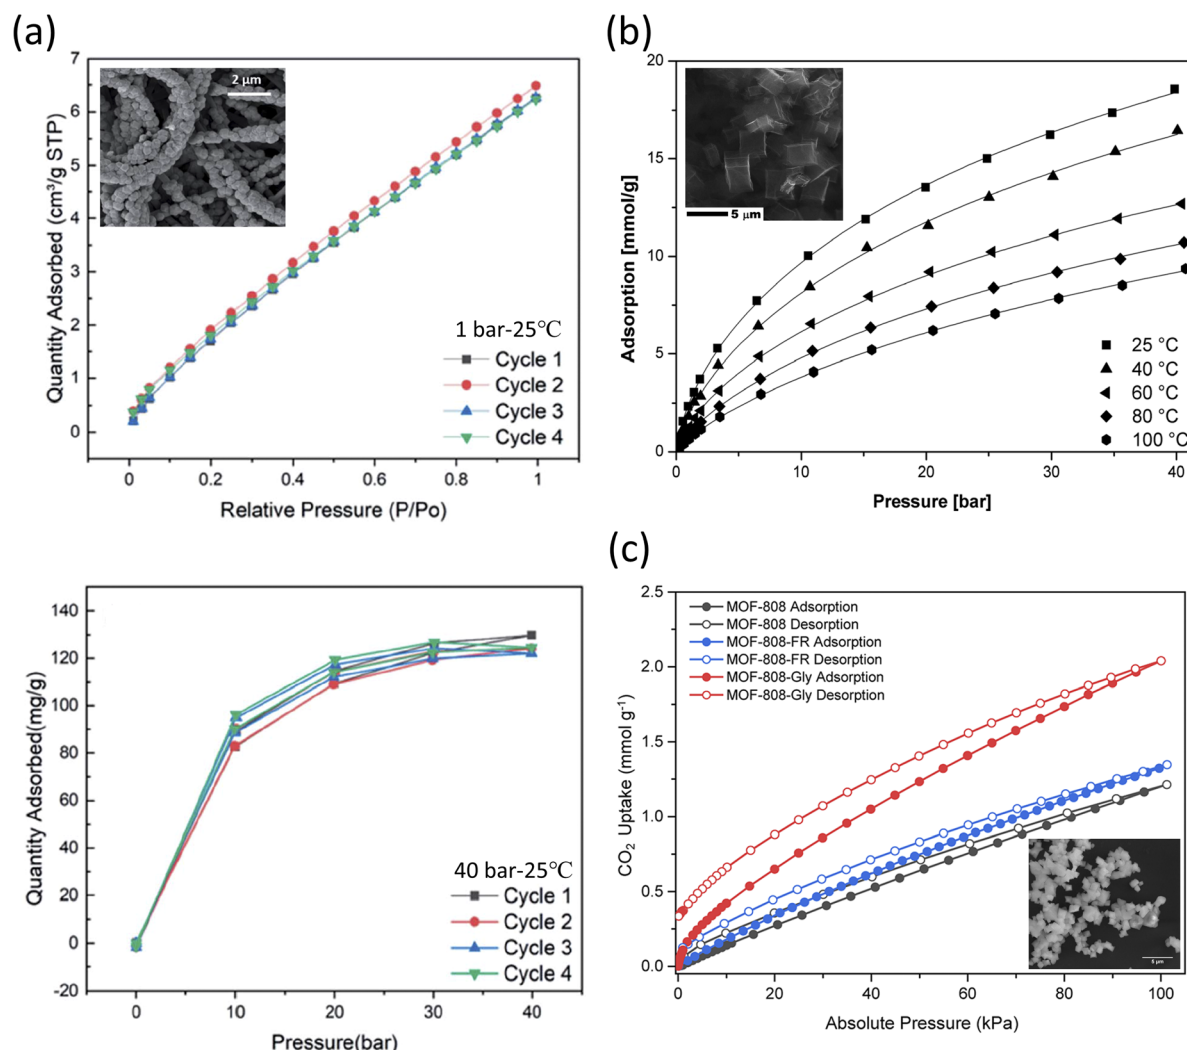 (a)
7
6
5
4
3
2
1
0
Quantity Adsorbed (cm³/g STP)
2 μm
1 bar-25℃
Cycle 1
Cycle 2
Cycle 3
Cycle 4
0 0.2 0.4 0.6 0.8 1
Relative Pressure (P/Po)
(b)
20
15
10
5
0
Adsorption [mmol/g]
5 μm
25 °C
40 °C
60 °C
80 °C
100 °C
0 10 20 30 40
Pressure [bar]
140
120
100
80
60
40
20
0
-20
Quantity Adsorbed(mg/g)
40 bar-25℃
Cycle 1
Cycle 2
Cycle 3
Cycle 4
0 10 20 30 40
Pressure(bar)
(c)
2.5
2.0
1.5
1.0
0.5
0.0
CO₂ Uptake (mmol g⁻¹)
MOF-808 Adsorption
MOF-808 Desorption
MOF-808-FR Adsorption
MOF-808-FR Desorption
MOF-808-Gly Adsorption
MOF-808-Gly Desorption
5 μm
0 20 40 60 80 100
Absolute Pressure (kPa)